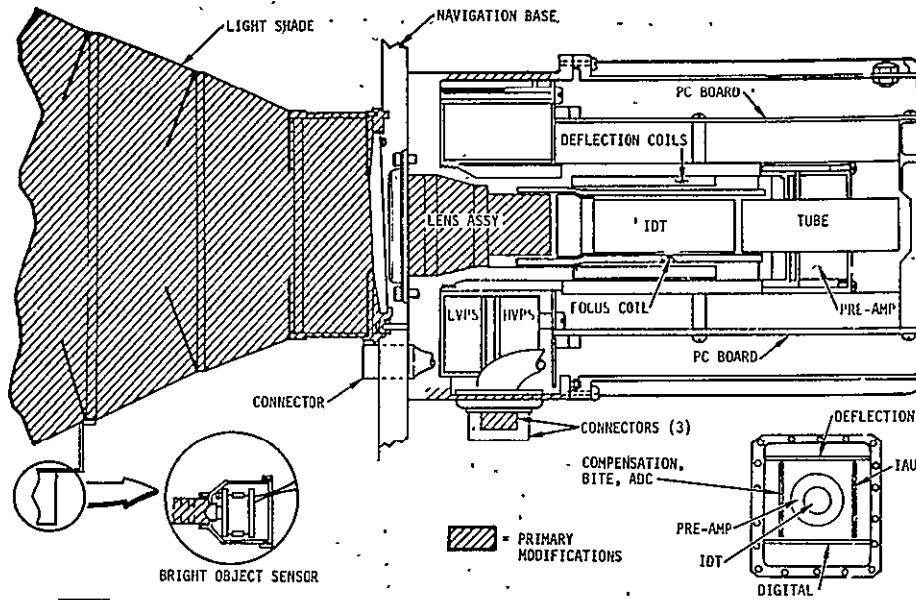 LIGHT SHADE
NAVIGATION BASE
PC BOARD
DEFLECTION COILS
LENS ASSY
IDT
TUBE
LVPS
HVPS
FOCUS COIL
PRE-AMP
PC BOARD
CONNECTOR
CONNECTORS (3)
DEFLECTION
COMPENSATION,
BITE, ADC
IAU
PRE-AMP
IDT
DIGITAL
= PRIMARY
MODIFICATIONS
BRIGHT OBJECT SENSOR